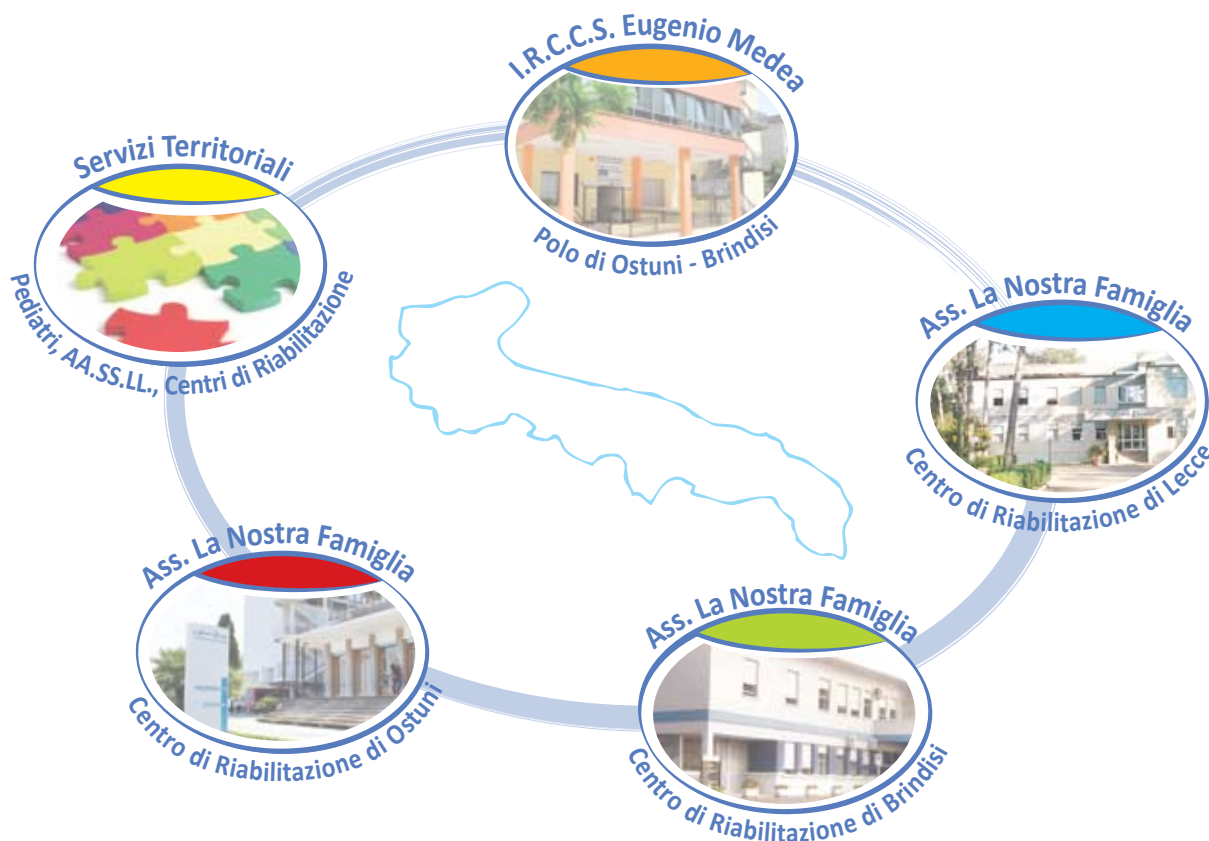 I.R.C.C.S. Eugenio Medea
Polo di Ostuni - Brindisi
Servizi Territoriali
Pediatri, AA.SS.LL., Centri di Riabilitazione
Ass. La Nostra Famiglia
Centro di Riabilitazione di Lecce
Ass. La Nostra Famiglia
Centro di Riabilitazione di Ostuni
Ass. La Nostra Famiglia
Centro di Riabilitazione di Brindisi